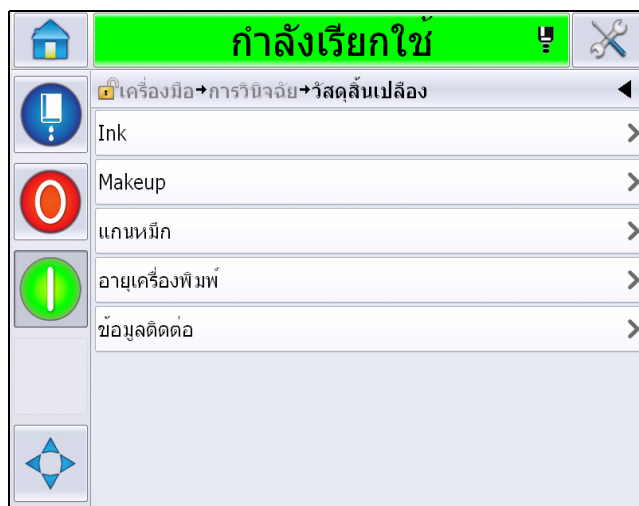 กำลังเรียกใช้
เครื่องมือ→การวินิจฉัย→วัสดุสิ้นเปลือง
Ink
Makeup
แกนหมึก
อายุเครื่องพิมพ์
ข้อมูลติดต่อ